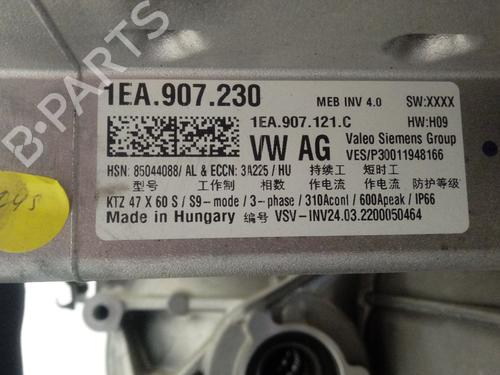 1EA.907.230 MEB INV 4.0 SW:XXXX
1EA.907.121.C HW:H09
VW AG Valeo Siemens Group
VES/P30011948166
HSN: 85044088/ AL & ECCN: 3A225 / HU 持续工 短时工
型号 工作制 相数 作电流 作电流 防护等级
KTZ 47 X 60 S / S9-mode / 3-phase / 310Acont / 600Apeak / IP66
Made in Hungary 编号 VSV-INV24.03.2200050464